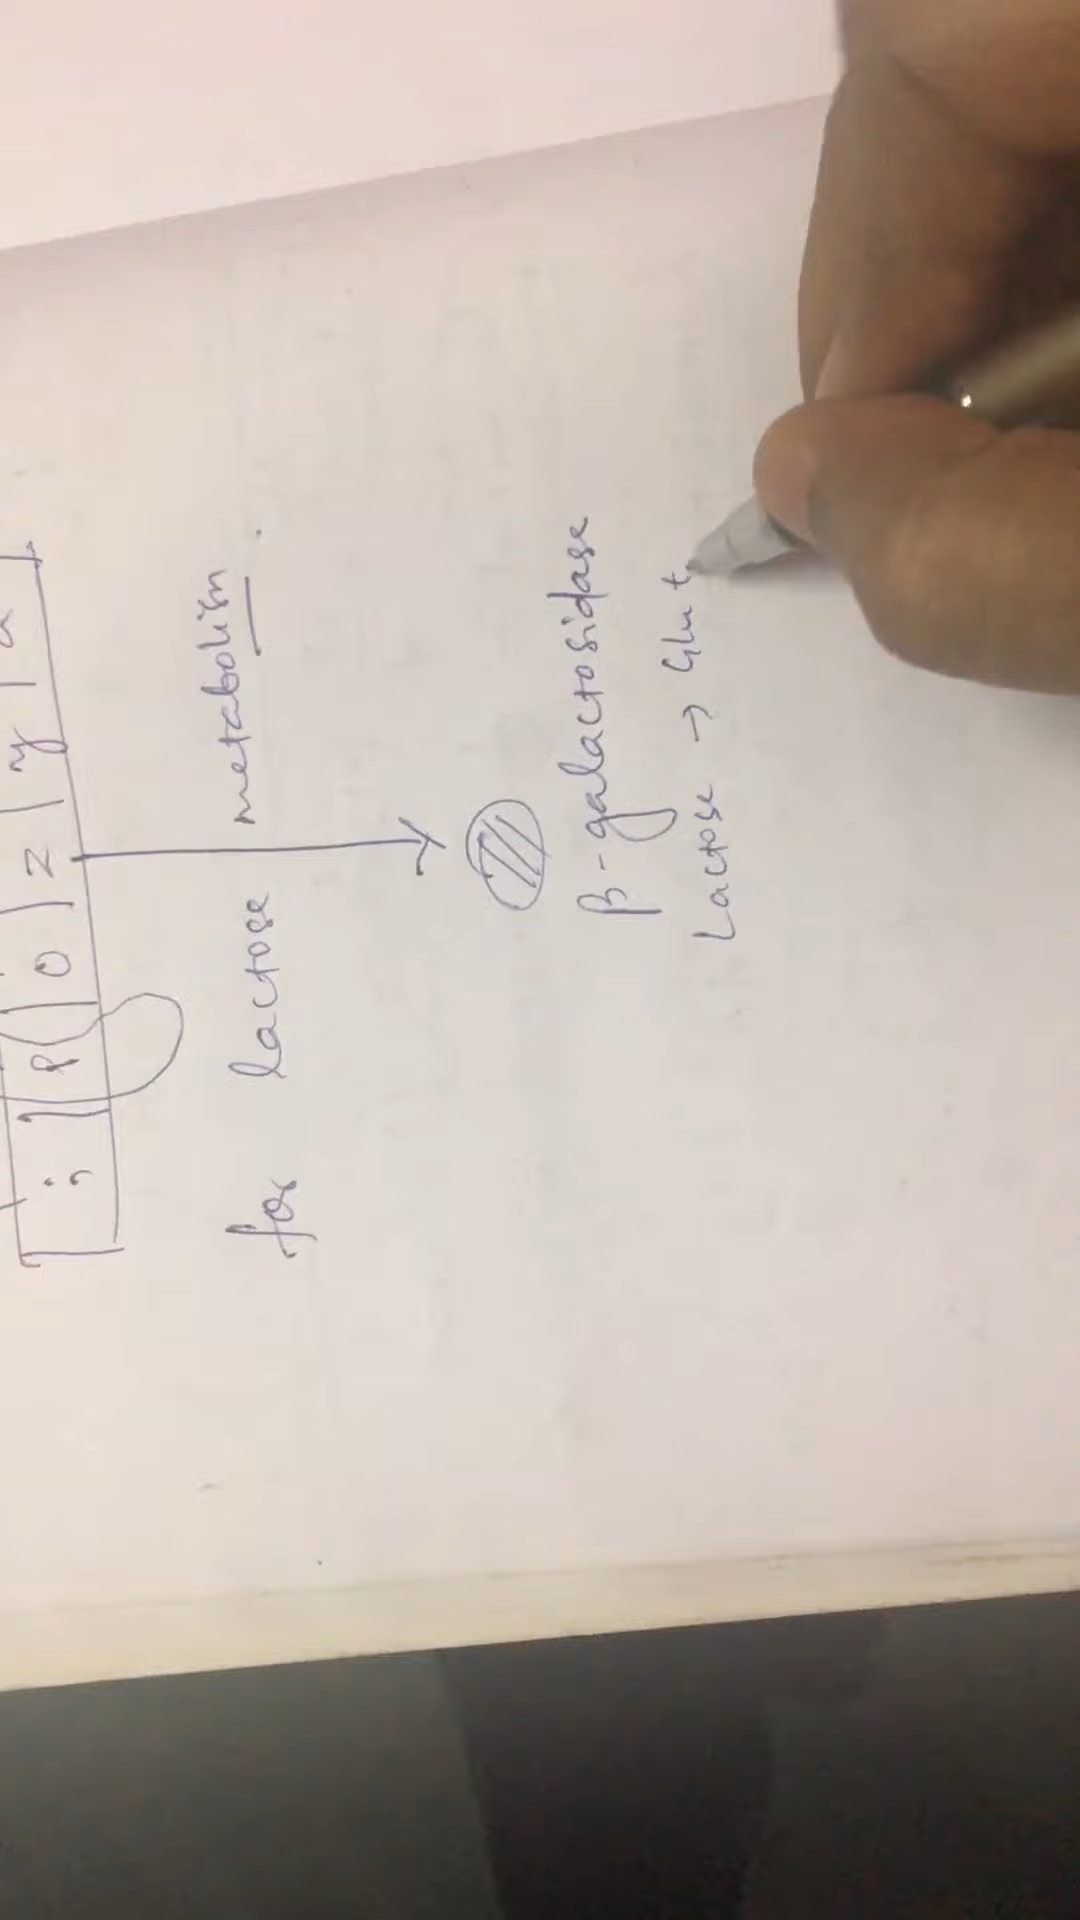 i p o z y a
for lactose metabolism.
β-galactosidase
Lactose → Glu t